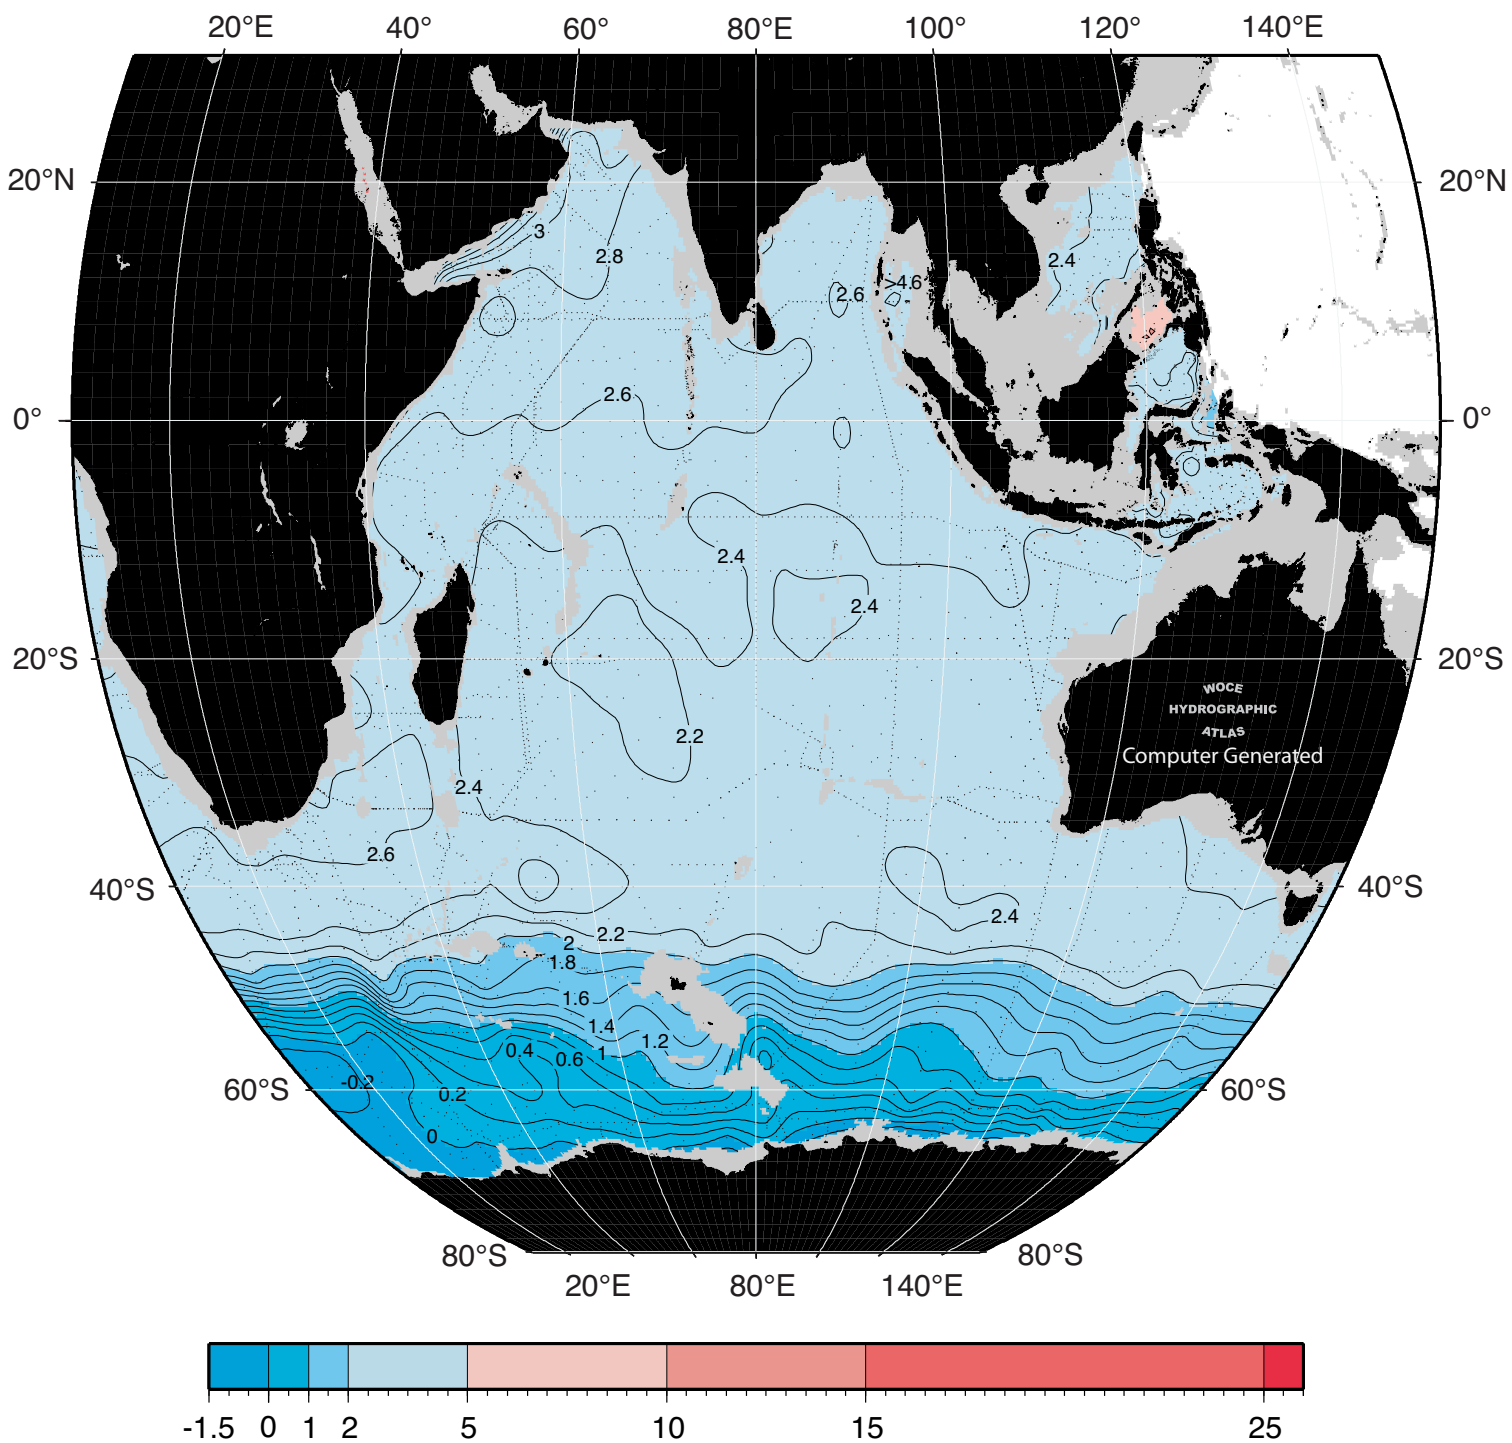 20°E 40° 60° 80°E 100° 120° 140°E
20°N 20°N
3
2.8
2.4
2.6 >4.6
2.6
0° 0°
2.4
2.4
20°S 20°S
WOCE
HYDROGRAPHIC
ATLAS
Computer Generated
2.2
2.4
2.6
40°S 40°S
2.4
2.2
2
1.8
1.6
1.4
1.2
0.4 0.6 1
-0.2
60°S 0.2 60°S
0
80°S 80°S
20°E 80°E 140°E
-1.5 0 1 2 5 10 15 25